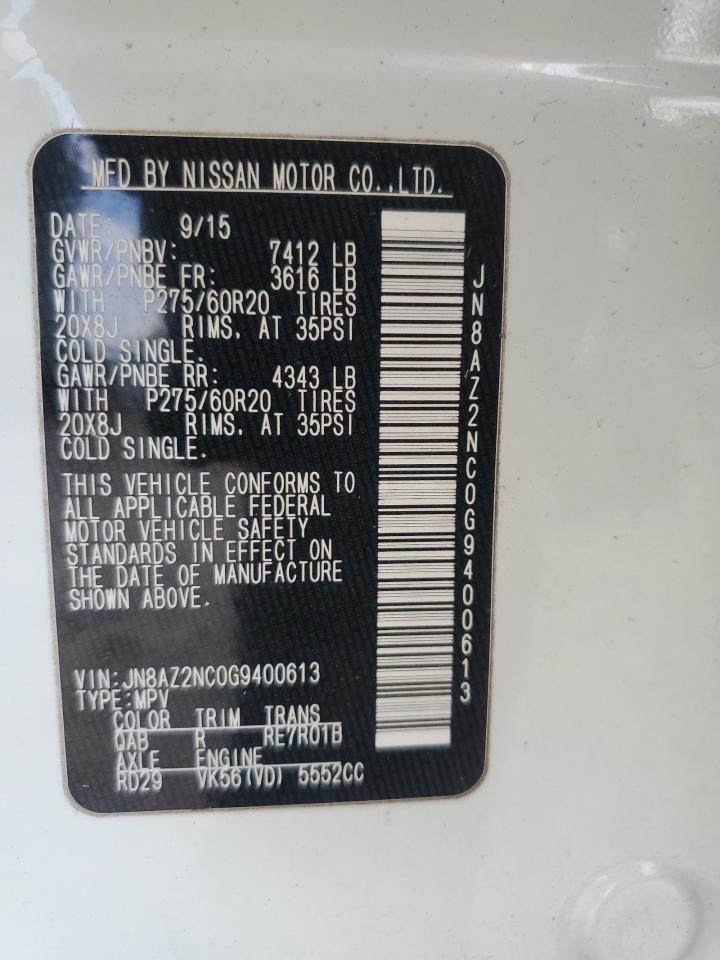 MFD BY NISSAN MOTOR CO.,LTD.
DATE: 9/15
GVWR/PNBV: 7412 LB
GAWR/PNBE FR: 3616 LB
WITH P275/60R20 TIRES
20X8J RIMS, AT 35PSI
COLD SINGLE.
GAWR/PNBE RR: 4343 LB
WITH P275/60R20 TIRES
20X8J RIMS, AT 35PSI
COLD SINGLE.
THIS VEHICLE CONFORMS TO
ALL APPLICABLE FEDERAL
MOTOR VEHICLE SAFETY
STANDARDS IN EFFECT ON
THE DATE OF MANUFACTURE
SHOWN ABOVE.
VIN:JN8AZ2NC0G9400613
TYPE:MPV
COLOR TRIM TRANS
QAB R RE7R01B
AXLE ENGINE
RD29 VK56(VD) 5552CC
JN8AZ2NC0G9400613